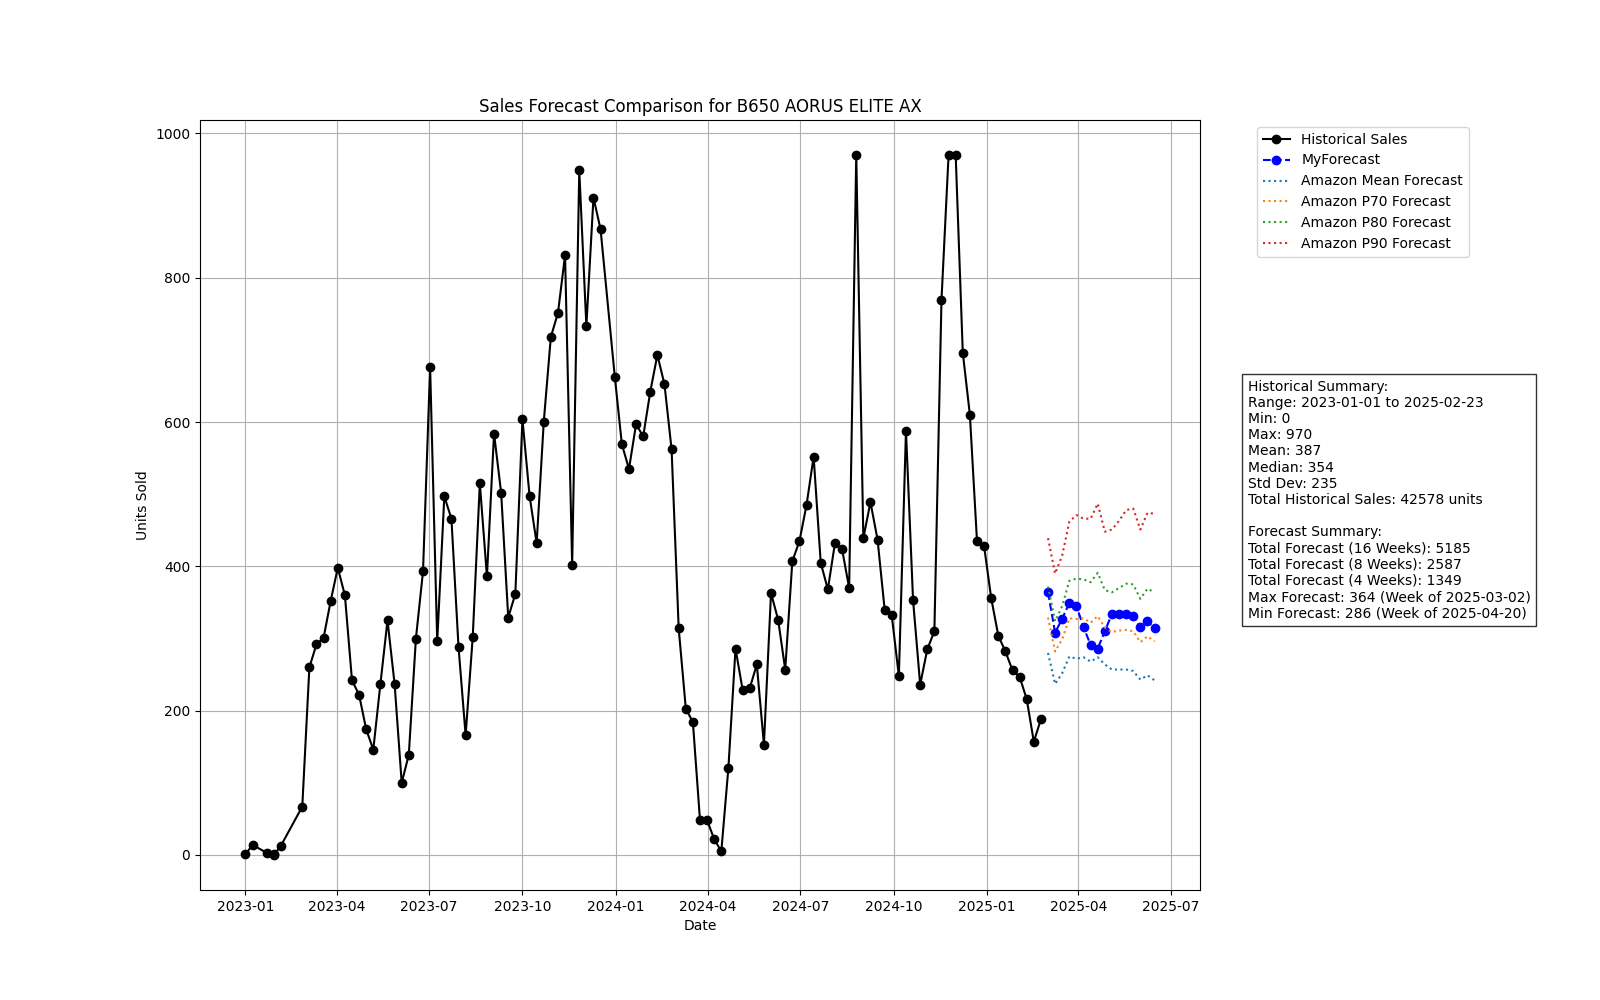 Sales Forecast Comparison for B650 AORUS ELITE AX
1000
800
600
400
200
0
Units Sold
2023-01
2023-04
2023-07
2023-10
2024-01
2024-04
2024-07
2024-10
2025-01
2025-04
2025-07
Date
Historical Sales
MyForecast
Amazon Mean Forecast
Amazon P70 Forecast
Amazon P80 Forecast
Amazon P90 Forecast
Historical Summary:
Range: 2023-01-01 to 2025-02-23
Min: 0
Max: 970
Mean: 387
Median: 354
Std Dev: 235
Total Historical Sales: 42578 units
Forecast Summary:
Total Forecast (16 Weeks): 5185
Total Forecast (8 Weeks): 2587
Total Forecast (4 Weeks): 1349
Max Forecast: 364 (Week of 2025-03-02)
Min Forecast: 286 (Week of 2025-04-20)